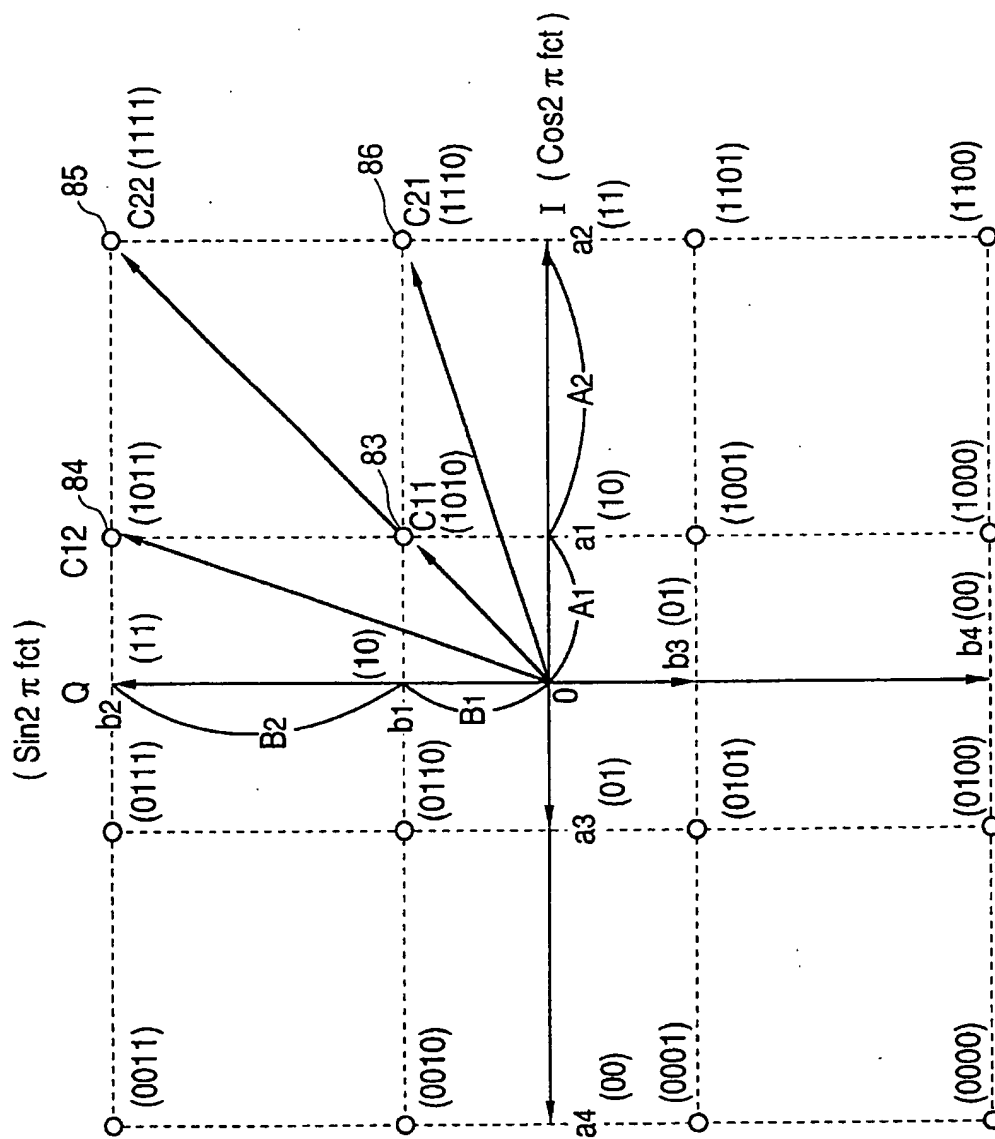 ( Sin2 π fct )
Q
C12
84
85
C22 (1111)
b2
(11)
(0011)
(0111)
(1011)
B2
86
83
b1
(10)
C11
(1010)
C21
(1110)
(0010)
(0110)
B1
A1
A2
0
I ( Cos2 π fct )
a4
(00)
a3
(01)
a1
(10)
a2
(11)
b3 (01)
(0001)
(0101)
(1001)
(1101)
b4 (00)
(0000)
(0100)
(1000)
(1100)